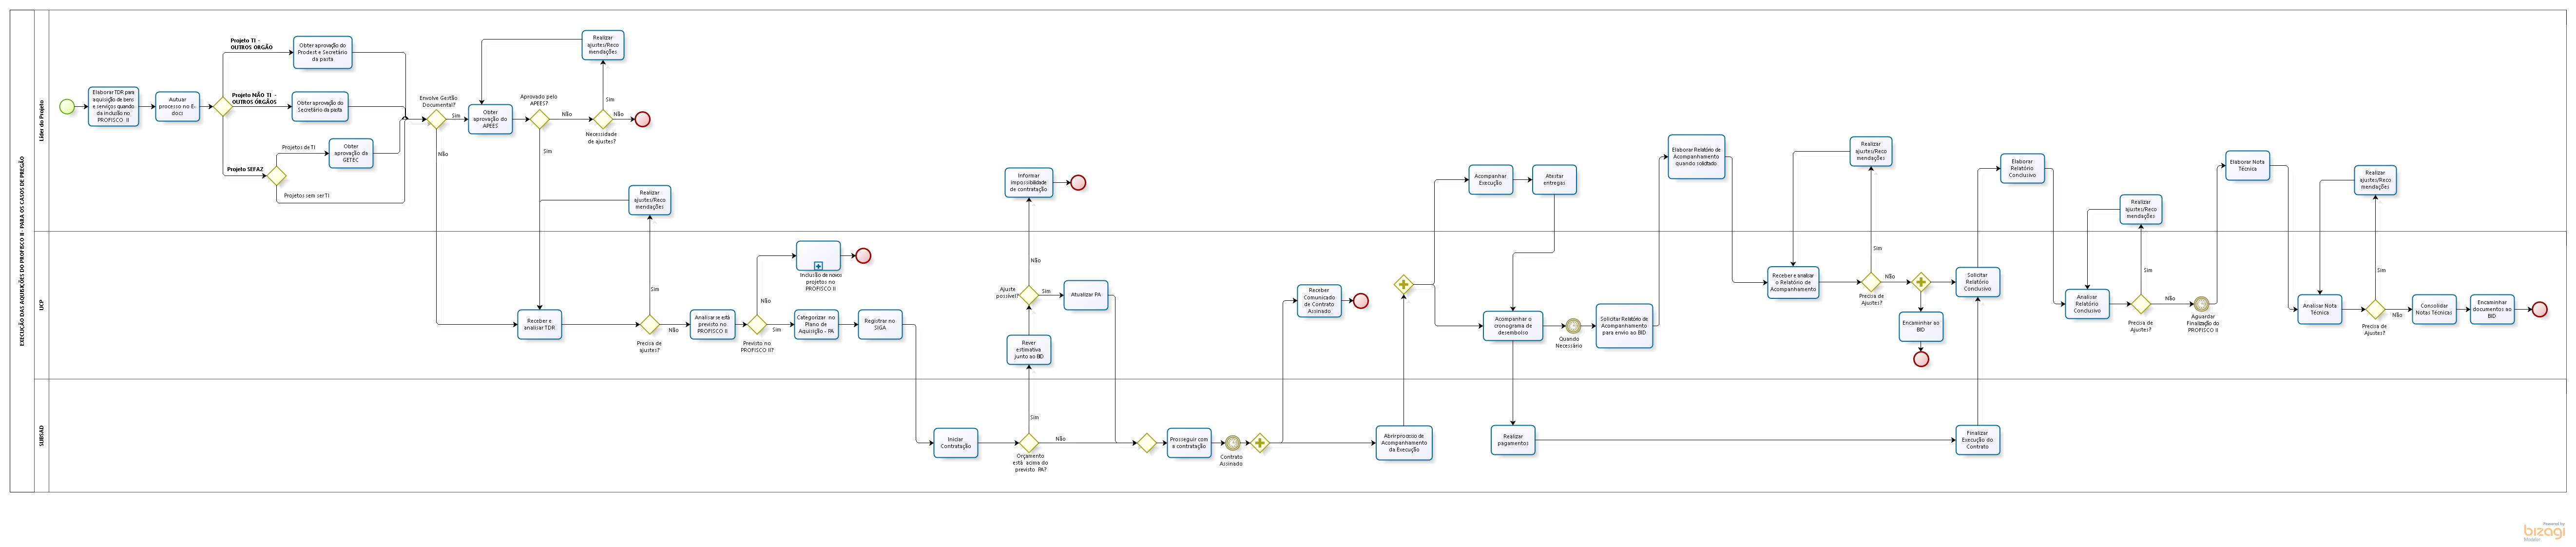 EXECUÇÃO DAS AQUISIÇÕES DO PROFISCO II - PARA OS CASOS DE PREGÃO
Líder do Projeto
Elaborar TDR para
aquisição de bens
e serviços quando
da inclusão no
PROFISCO II
Autuar
processo no E-
docs
Projeto TI -
OUTROS ORGÃO
Obter aprovação do
Prodest e Secretário
da pasta
Projeto NÃO TI -
OUTROS ÓRGÃOS
Obter aprovação do
Secretário da pasta
Projeto SEFAZ
Projetos de TI
Obter
aprovação da
GETEC
Projetos sem ser TI
Envolve Gestão
Documental?
Sim
Não
Obter
aprovação do
APEES
Aprovado pelo
APEES?
Não
Sim
Necessidade
de ajustes?
Sim
Não
Realizar
ajustes/Reco
mendações
Realizar
ajustes/Reco
mendações
Informar
impossibilidade
de contratação
Acompanhar
Execução
Atestar
entregas
Elaborar Relatório de
Acompanhamento
quando solicitado
Realizar
ajustes/Reco
mendações
Elaborar
Relatório
Conclusivo
Realizar
ajustes/Reco
mendações
Elaborar Nota
Técnica
Realizar
ajustes/Reco
mendações
UCP
Receber e
analisar TDR
Precisa de
ajustes?
Sim
Não
Analisar se está
previsto no
PROFISCO II
Previsto no
PROFISCO II?
Não
Sim
Inclusão de novos
projetos no
PROFISCO II
Categorizar no
Plano de
Aquisição - PA
Registrar no
SIGA
Ajuste
possível?
Não
Sim
Atualizar PA
Rever
estimativa
junto ao BID
Receber
Comunicado
de Contrato
Assinado
Acompanhar o
cronograma de
desembolso
Quando
Necessário
Solicitar Relatório de
Acompanhamento
para envio ao BID
Receber e analisar
o Relatório de
Acompanhamento
Precisa de
Ajustes?
Sim
Não
Encaminhar ao
BID
Solicitar
Relatório
Conclusivo
Analisar
Relatório
Conclusivo
Precisa de
Ajustes?
Sim
Não
Aguardar
Finalização do
PROFISCO II
Analisar Nota
Técnica
Precisa de
Ajustes?
Sim
Não
Consolidar
Notas Técnicas
Encaminhar
documentos ao
BID
SUBSAD
Iniciar
Contratação
Orçamento
está acima do
previsto PA?
Sim
Não
Prosseguir com
a contratação
Contrato
Assinado
Abrir processo de
Acompanhamento
da Execução
Realizar
pagamentos
Finalizar
Execução do
Contrato
Powered by
bizagi
Modeler